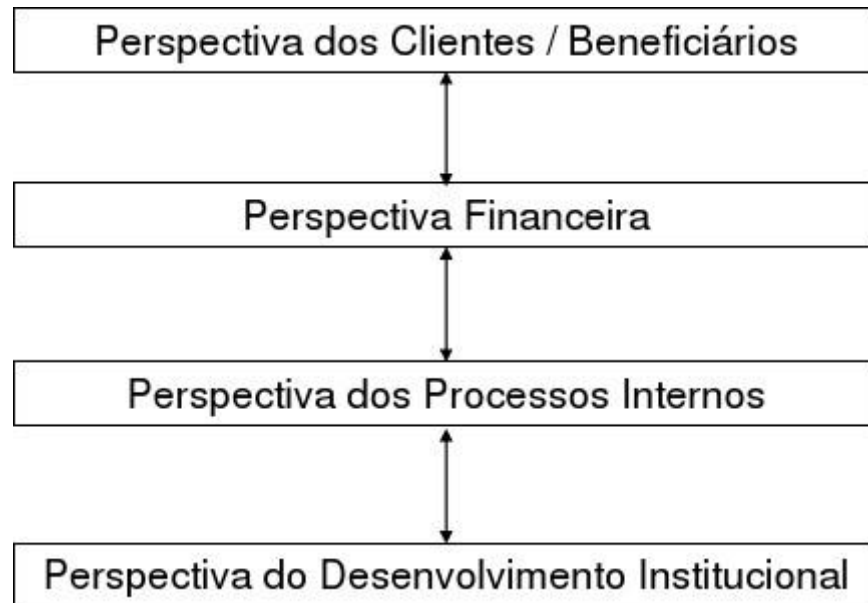 Perspectiva dos Clientes / Beneficiários
Perspectiva Financeira
Perspectiva dos Processos Internos
Perspectiva do Desenvolvimento Institucional